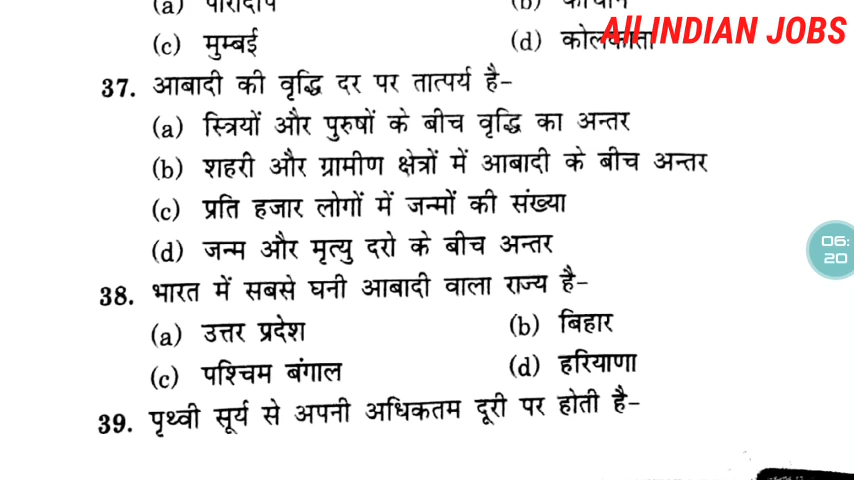 (a) पारादीप
(b) कोचीन
All INDIAN JOBS
(c) मुम्बई
(d) कोलकाता
37. आबादी की वृद्धि दर पर तात्पर्य है-
(a) स्त्रियों और पुरुषों के बीच वृद्धि का अन्तर
(b) शहरी और ग्रामीण क्षेत्रों में आबादी के बीच अन्तर
(c) प्रति हजार लोगों में जन्मों की संख्या
(d) जन्म और मृत्यु दरो के बीच अन्तर
06:
20
38. भारत में सबसे घनी आबादी वाला राज्य है-
(a) उत्तर प्रदेश
(b) बिहार
(c) पश्चिम बंगाल
(d) हरियाणा
39. पृथ्वी सूर्य से अपनी अधिकतम दूरी पर होती है-